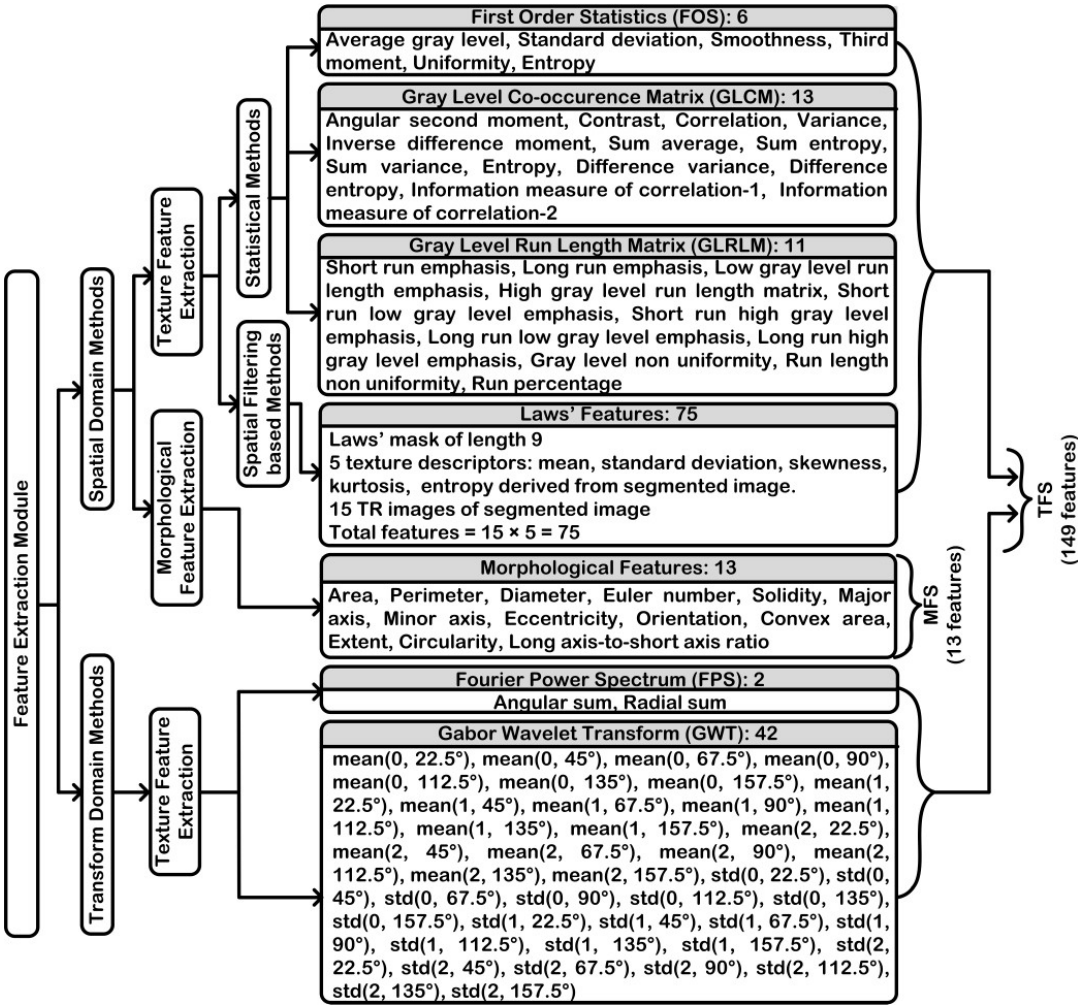 Feature Extraction Module
Spatial Domain Methods
Transform Domain Methods
Texture Feature
Extraction
Morphological
Feature Extraction
Texture Feature
Extraction
Statistical Methods
Spatial Filtering
based Methods
First Order Statistics (FOS): 6
Average gray level, Standard deviation, Smoothness, Third
moment, Uniformity, Entropy
Gray Level Co-occurence Matrix (GLCM): 13
Angular second moment, Contrast, Correlation, Variance,
Inverse difference moment, Sum average, Sum entropy,
Sum variance, Entropy, Difference variance, Difference
entropy, Information measure of correlation-1, Information
measure of correlation-2
Gray Level Run Length Matrix (GLRLM): 11
Short run emphasis, Long run emphasis, Low gray level run
length emphasis, High gray level run length matrix, Short
run low gray level emphasis, Short run high gray level
emphasis, Long run low gray level emphasis, Long run high
gray level emphasis, Gray level non uniformity, Run length
non uniformity, Run percentage
Laws' Features: 75
Laws' mask of length 9
5 texture descriptors: mean, standard deviation, skewness,
kurtosis, entropy derived from segmented image.
15 TR images of segmented image
Total features = 15 × 5 = 75
Morphological Features: 13
Area, Perimeter, Diameter, Euler number, Solidity, Major
axis, Minor axis, Eccentricity, Orientation, Convex area,
Extent, Circularity, Long axis-to-short axis ratio
Fourier Power Spectrum (FPS): 2
Angular sum, Radial sum
Gabor Wavelet Transform (GWT): 42
mean(0, 22.5°), mean(0, 45°), mean(0, 67.5°), mean(0, 90°),
mean(0, 112.5°), mean(0, 135°), mean(0, 157.5°), mean(1,
22.5°), mean(1, 45°), mean(1, 67.5°), mean(1, 90°), mean(1,
112.5°), mean(1, 135°), mean(1, 157.5°), mean(2, 22.5°),
mean(2, 45°), mean(2, 67.5°), mean(2, 90°), mean(2,
112.5°), mean(2, 135°), mean(2, 157.5°), std(0, 22.5°), std(0,
45°), std(0, 67.5°), std(0, 90°), std(0, 112.5°), std(0, 135°),
std(0, 157.5°), std(1, 22.5°), std(1, 45°), std(1, 67.5°), std(1,
90°), std(1, 112.5°), std(1, 135°), std(1, 157.5°), std(2,
22.5°), std(2, 45°), std(2, 67.5°), std(2, 90°), std(2, 112.5°),
std(2, 135°), std(2, 157.5°)
MFS
(13 features)
TFS
(149 features)